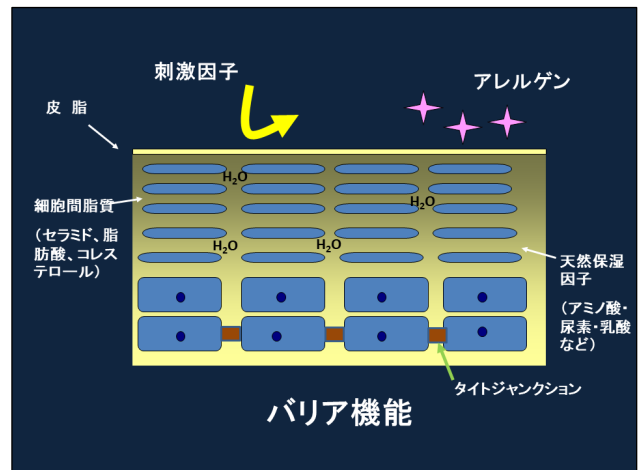 刺激因子
アレルゲン
皮 脂
H₂O
細胞間脂質
H₂O
(セラミド、脂
肪酸、コレス
テロール)
H₂O
H₂O
天然保湿
因子
(アミノ酸・
尿素・乳酸
など)
タイトジャンクション
バリア機能